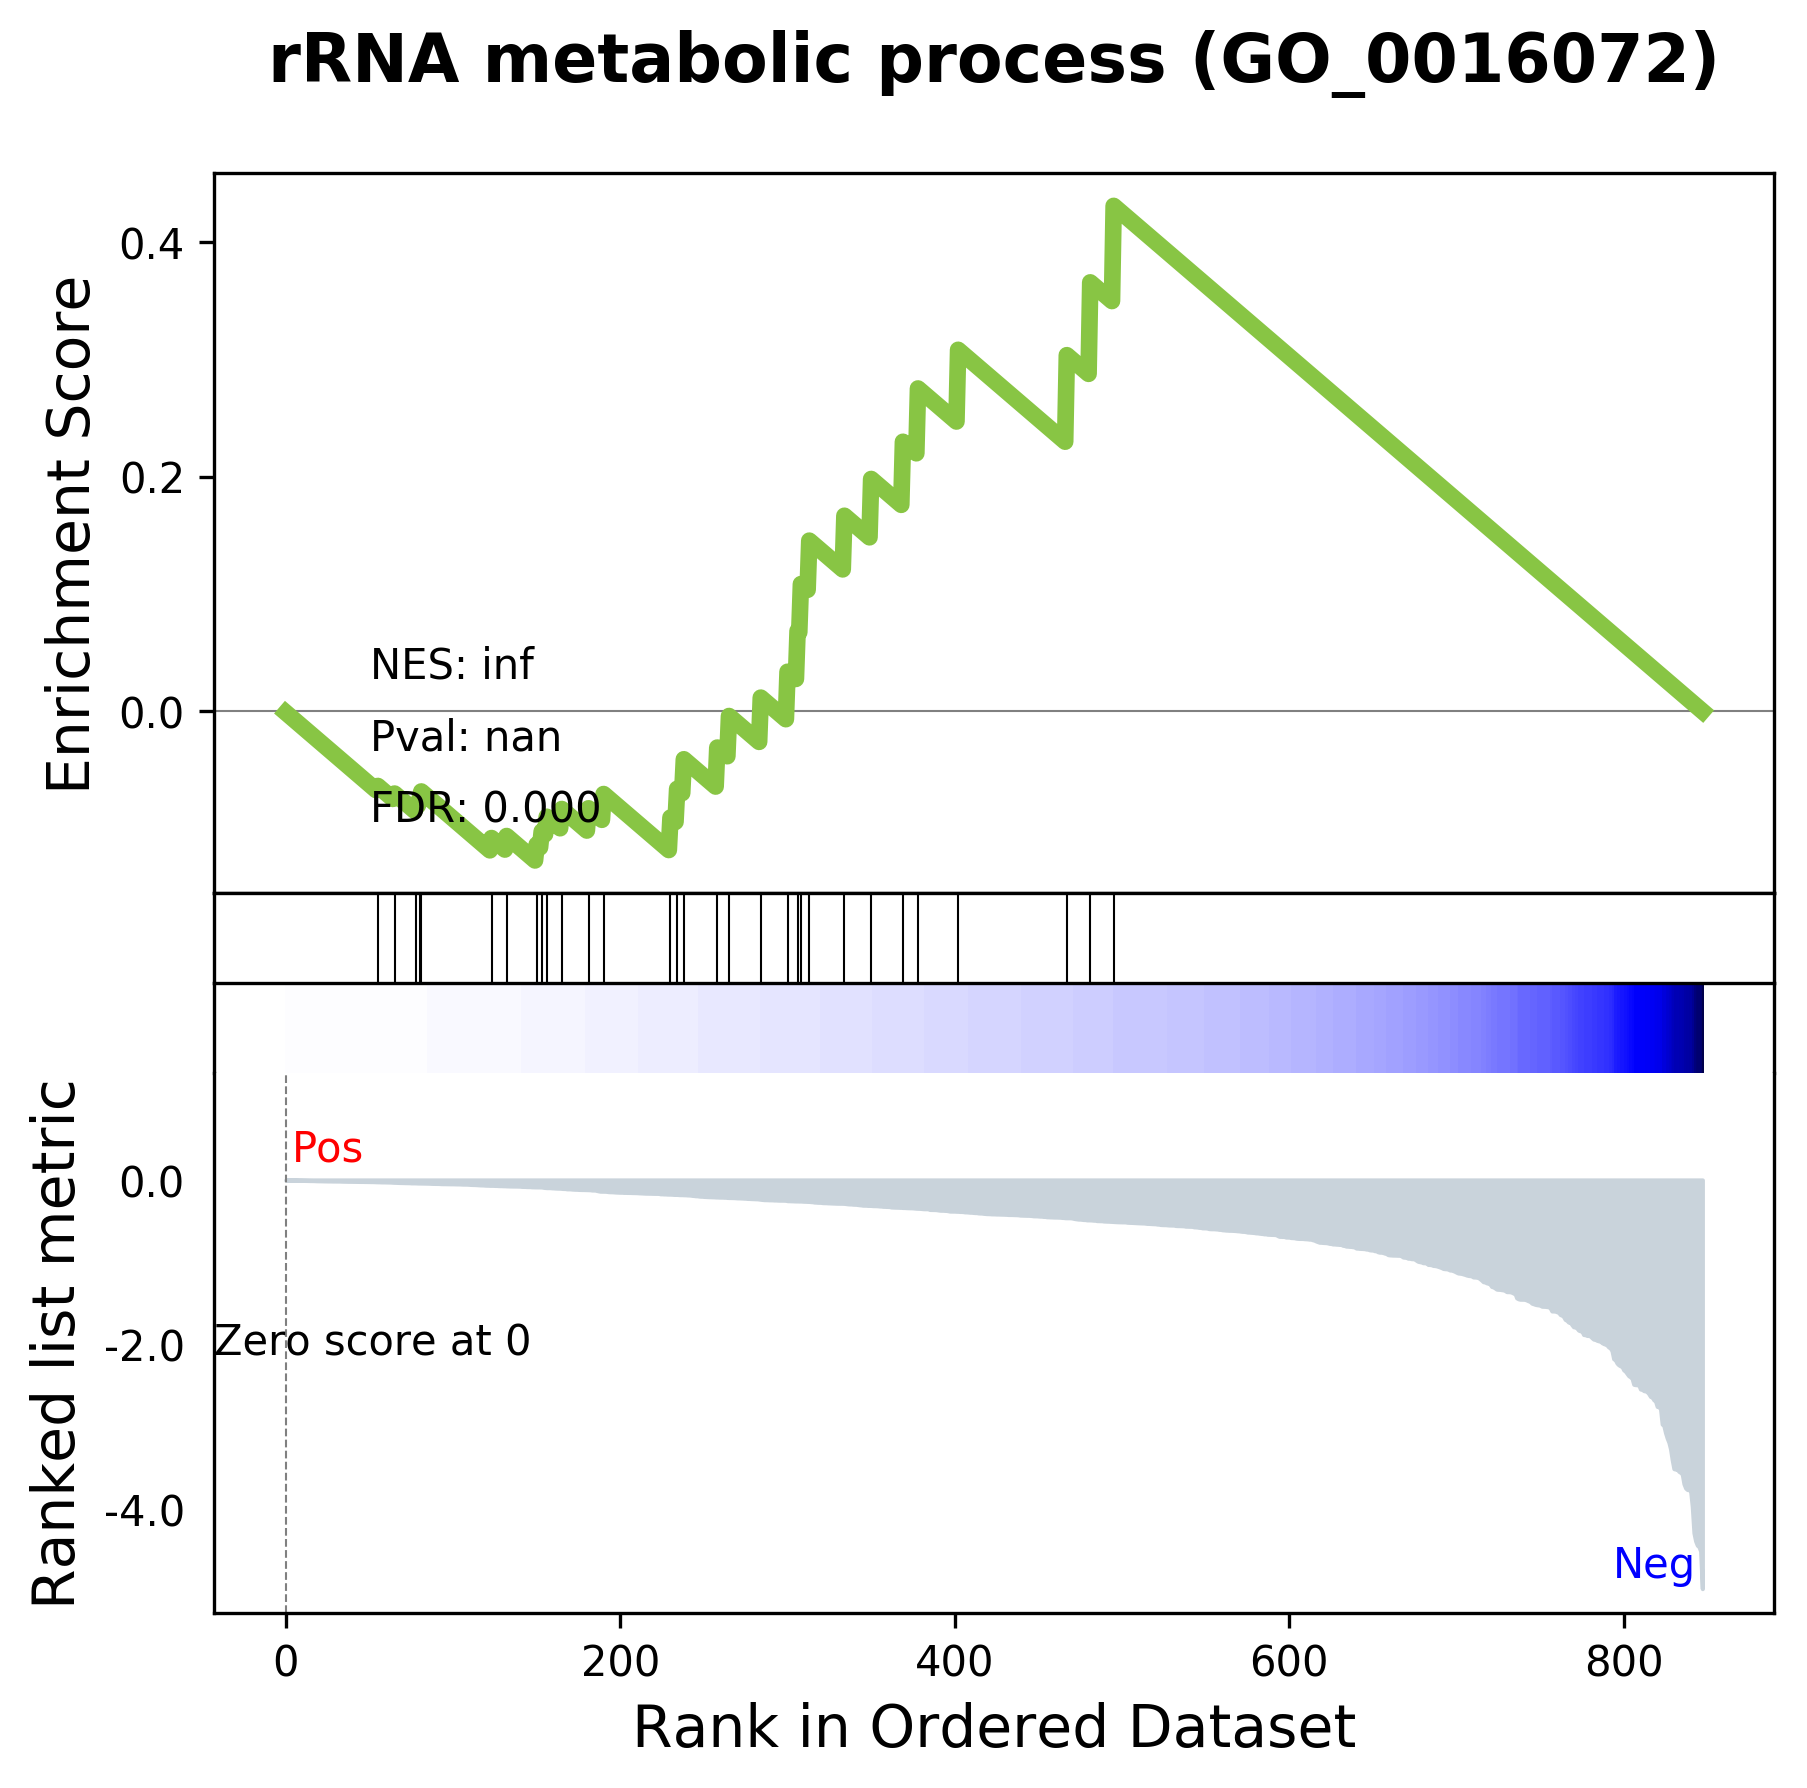 rRNA metabolic process (GO_0016072)
Enrichment Score
0.4
0.2
0.0
NES: inf
Pval: nan
FDR: 0.000
Ranked list metric
Pos
0.0
-2.0
Zero score at 0
-4.0
Neg
0
200
400
600
800
Rank in Ordered Dataset